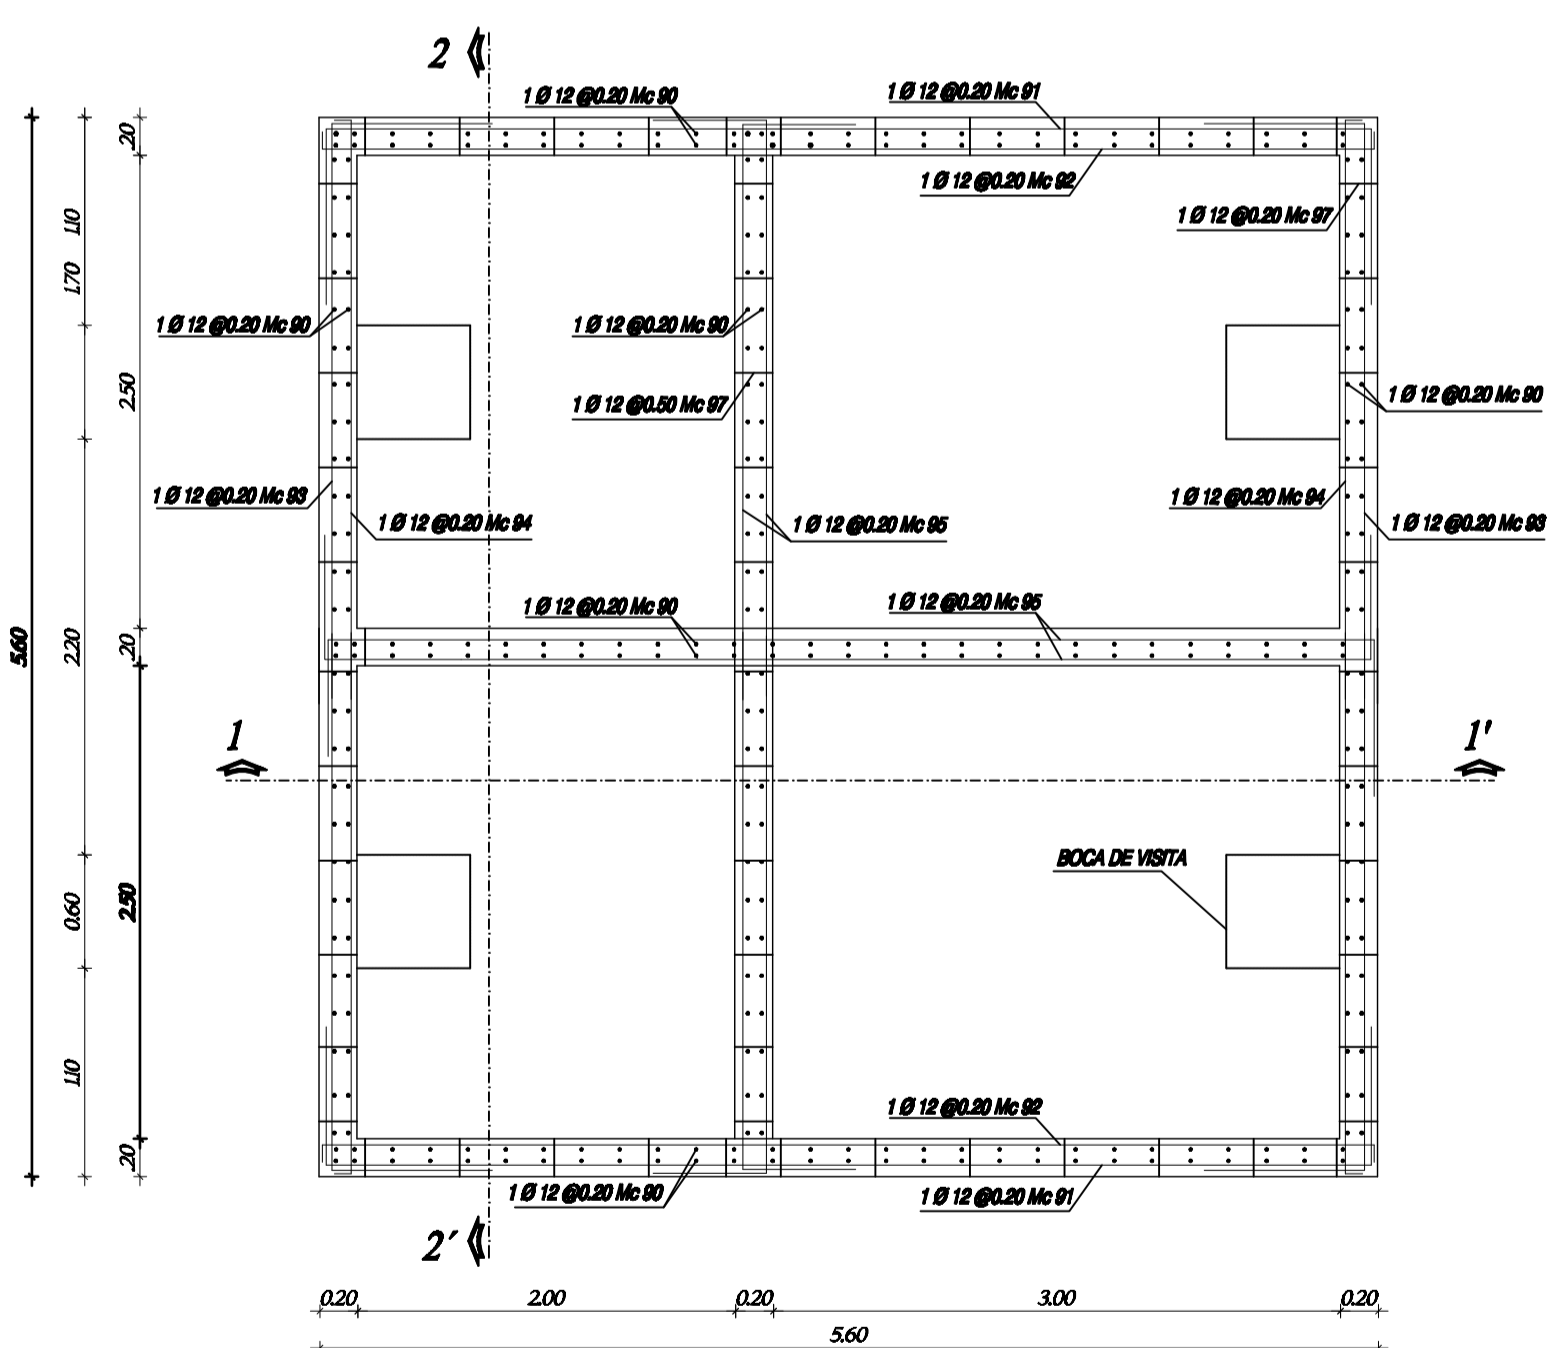 2
1 Ø 12 @0.20 Mc 90
1 Ø 12 @0.20 Mc 91
.20
1 Ø 12 @0.20 Mc 92
1.10
1 Ø 12 @0.20 Mc 97
1.70
1 Ø 12 @0.20 Mc 90
1 Ø 12 @0.20 Mc 90
2.50
1 Ø 12 @0.50 Mc 97
1 Ø 12 @0.20 Mc 90
1 Ø 12 @0.20 Mc 93
1 Ø 12 @0.20 Mc 94
1 Ø 12 @0.20 Mc 95
1 Ø 12 @0.20 Mc 94
1 Ø 12 @0.20 Mc 93
1 Ø 12 @0.20 Mc 90
1 Ø 12 @0.20 Mc 95
5.60
2.20
.20
1
1'
BOCA DE VISITA
0.60
2.50
1.10
1 Ø 12 @0.20 Mc 92
.20
1 Ø 12 @0.20 Mc 90
1 Ø 12 @0.20 Mc 91
2´
0.20
2.00
0.20
3.00
0.20
5.60